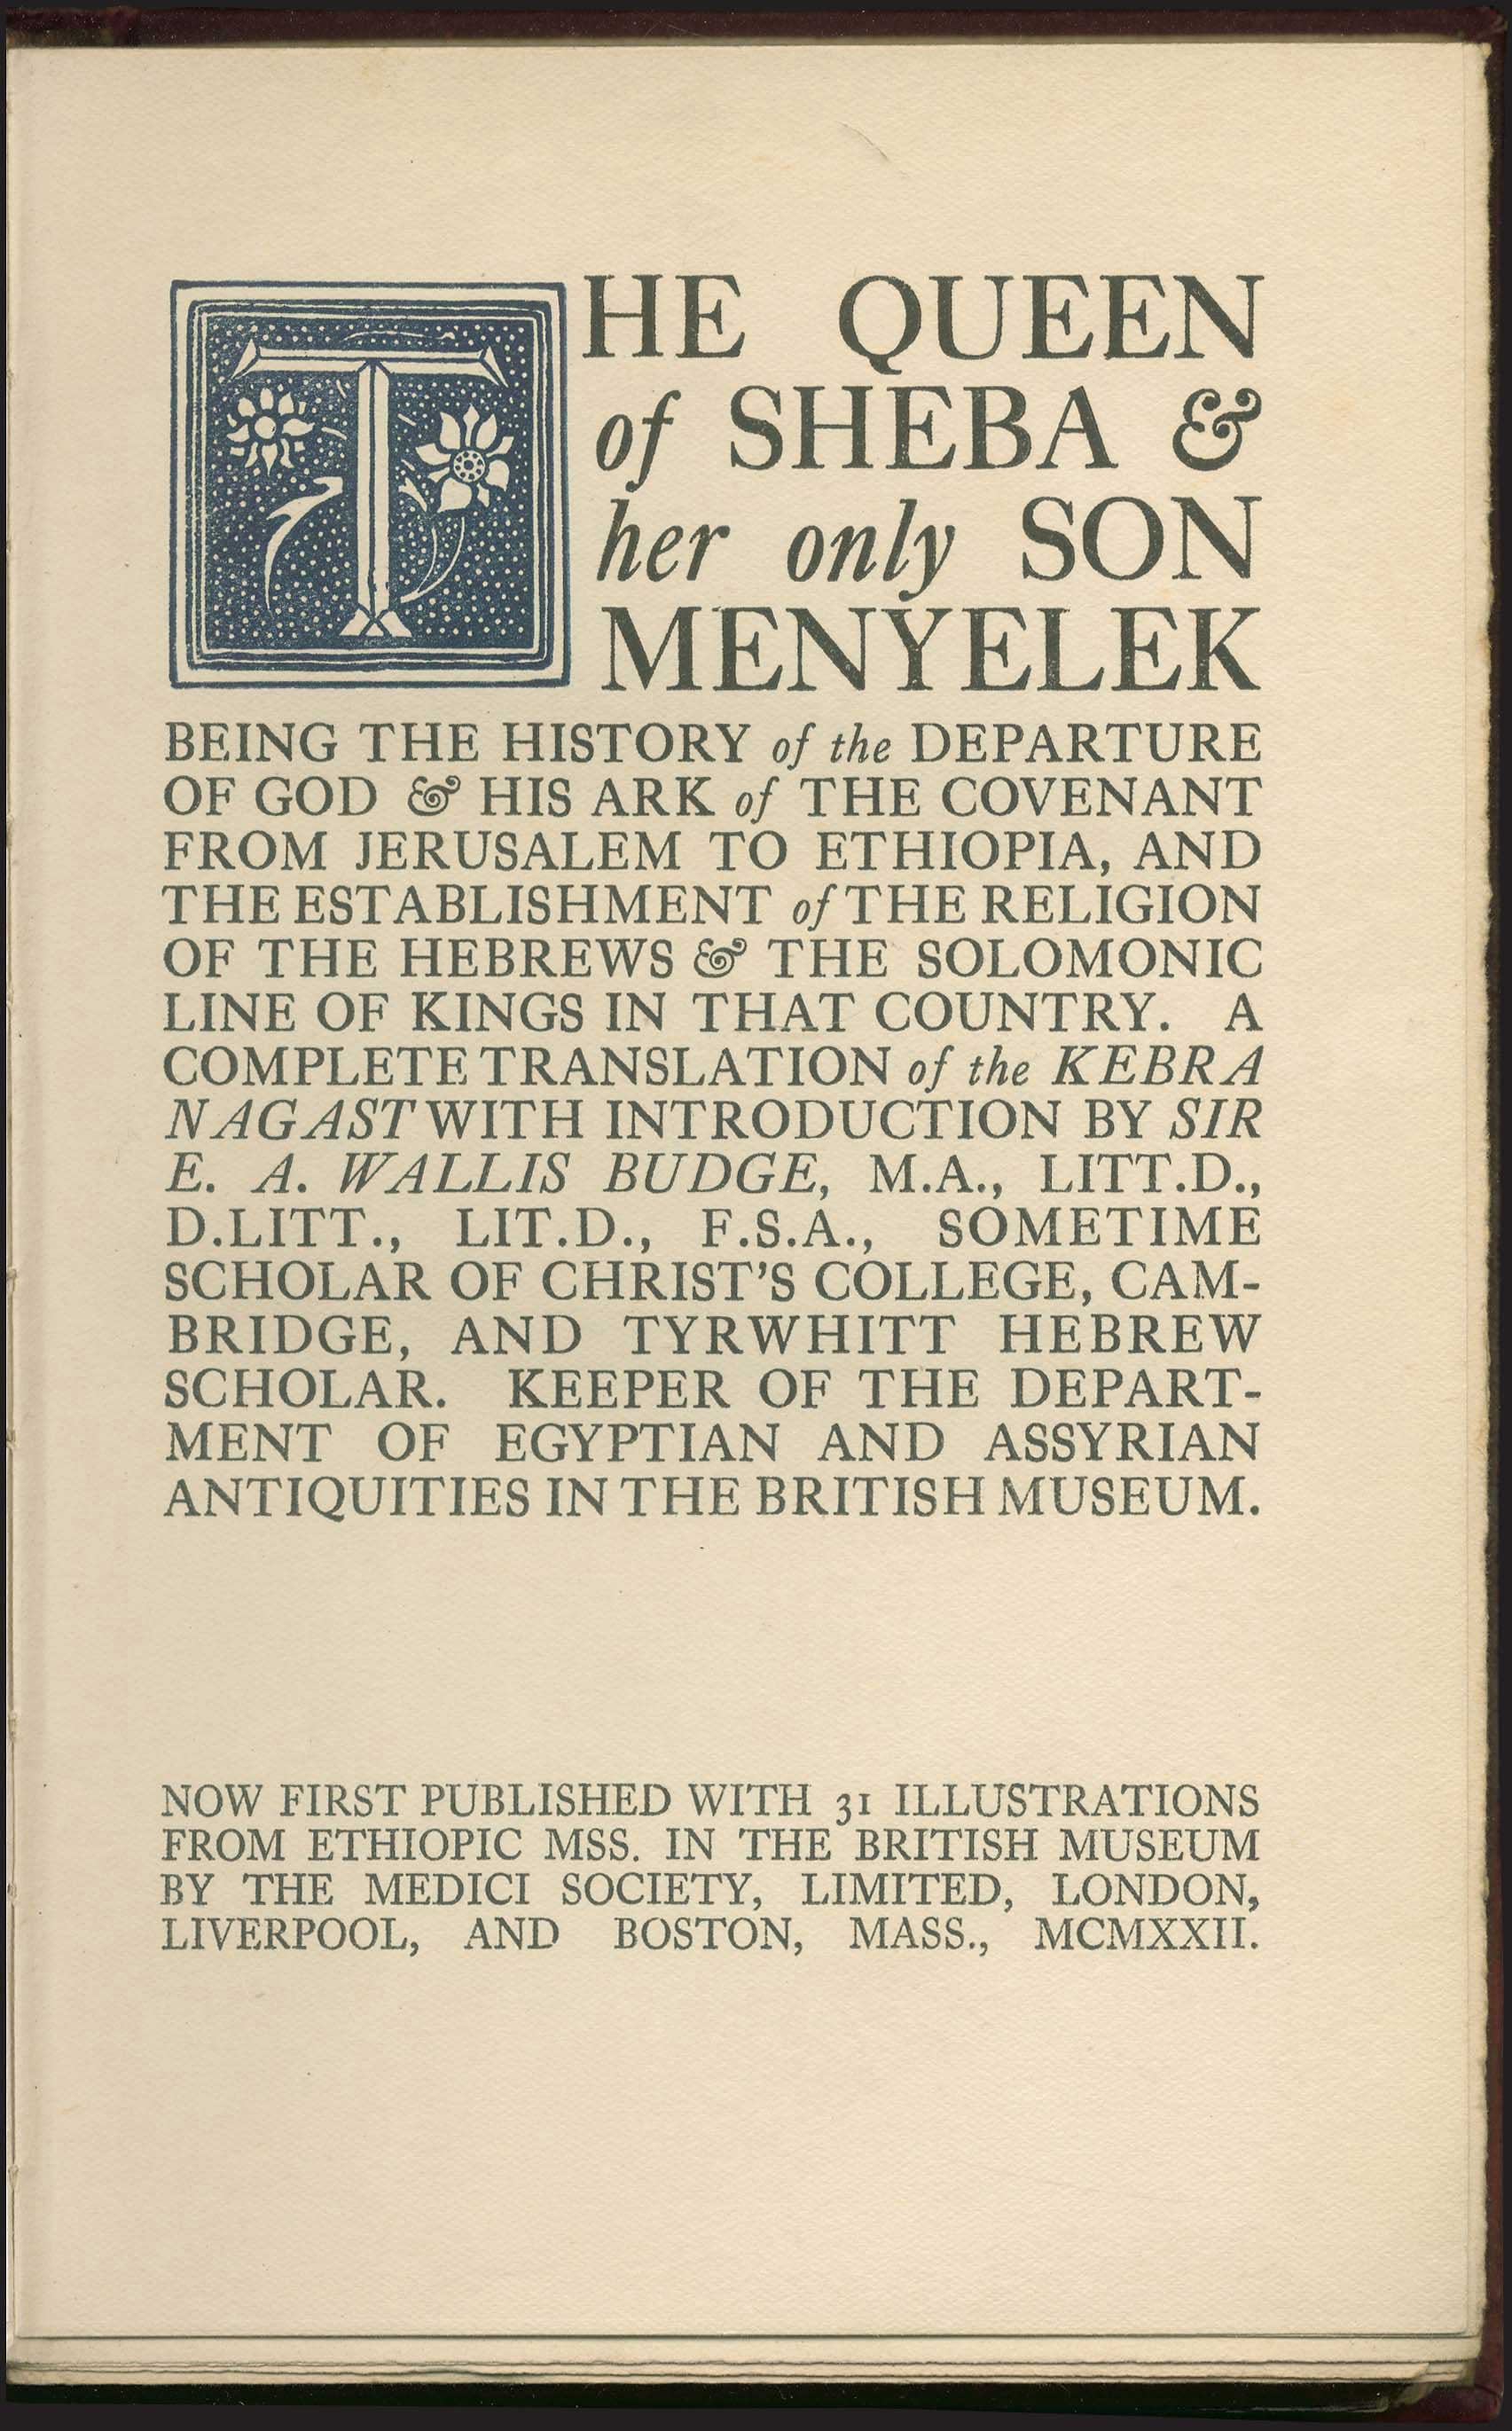 THE QUEEN
of SHEBA &
her only SON
MENYELEK
BEING THE HISTORY of the DEPARTURE
OF GOD & HIS ARK of THE COVENANT
FROM JERUSALEM TO ETHIOPIA, AND
THE ESTABLISHMENT of THE RELIGION
OF THE HEBREWS & THE SOLOMONIC
LINE OF KINGS IN THAT COUNTRY. A
COMPLETE TRANSLATION of the KEBRA
NAGAST WITH INTRODUCTION BY SIR
E. A. WALLIS BUDGE, M.A., LITT.D.,
D.LITT., LIT.D., F.S.A., SOMETIME
SCHOLAR OF CHRIST'S COLLEGE, CAM-
BRIDGE, AND TYRWHITT HEBREW
SCHOLAR. KEEPER OF THE DEPART-
MENT OF EGYPTIAN AND ASSYRIAN
ANTIQUITIES IN THE BRITISH MUSEUM.
NOW FIRST PUBLISHED WITH 31 ILLUSTRATIONS
FROM ETHIOPIC MSS. IN THE BRITISH MUSEUM
BY THE MEDICI SOCIETY, LIMITED, LONDON,
LIVERPOOL, AND BOSTON, MASS., MCMXXII.